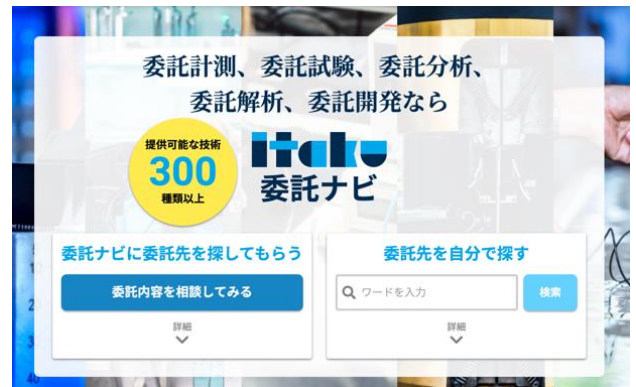 委託計測、委託試験、委託分析、
委託解析、委託開発なら
提供可能な技術
300
種類以上
itaku
委託ナビ
委託ナビに委託先を探してもらう
委託内容を相談してみる
詳細
委託先を自分で探す
ワードを入力
検索
詳細